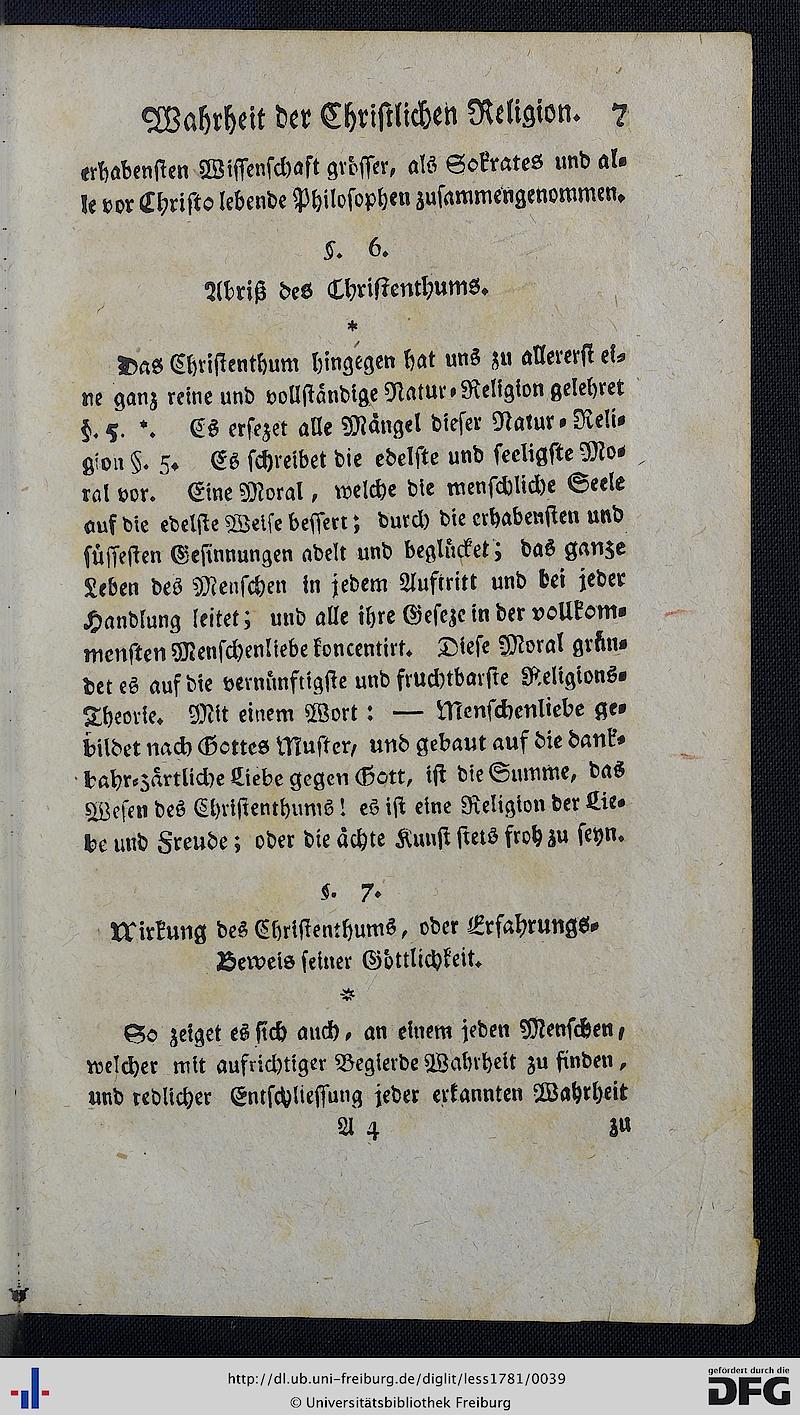 Wahrheit der Christlichen Religion. 7
erhabensten Wissenschaft grösser, als Sokrates und al-
le vor Christo lebende Philosophen zusammengenommen.
§. 6.
Abriß des Christenthums.
*
Das Christenthum hingegen hat uns zu allererst ei-
ne ganz reine und vollständige Natur-Religion gelehret
§. 5. *. Es ersezet alle Mängel dieser Natur-Reli-
gion §. 5. Es schreibet die edelste und seeligste Mo-
ral vor. Eine Moral, welche die menschliche Seele
auf die edelste Weise bessert; durch die erhabensten und
süssesten Gesinnungen adelt und beglücket; das ganze
Leben des Menschen in jedem Auftritt und bei jeder
Handlung leitet; und alle ihre Geseze in der vollkom-
mensten Menschenliebe koncentirt. Diese Moral grün-
det es auf die vernünftigste und fruchtbarste Religions-
Theorie. Mit einem Wort: — Menschenliebe ge-
bildet nach Gottes Muster, und gebaut auf die dank-
bahr-zärtliche Liebe gegen Gott, ist die Summe, das
Wesen des Christenthums! es ist eine Religion der Lie-
be und Freude; oder die ächte Kunst stets froh zu seyn.
§. 7.
Wirkung des Christenthums, oder Erfahrungs-
Beweis seiner Göttlichkeit.
*
So zeiget es sich auch, an einem jeden Menschen,
welcher mit aufrichtiger Begierde Wahrheit zu finden,
und redlicher Entschliessung jeder erkannten Wahrheit
A 4 zu
http://dl.ub.uni-freiburg.de/diglit/less1781/0039
© Universitätsbibliothek Freiburg
gefördert durch die
DFG